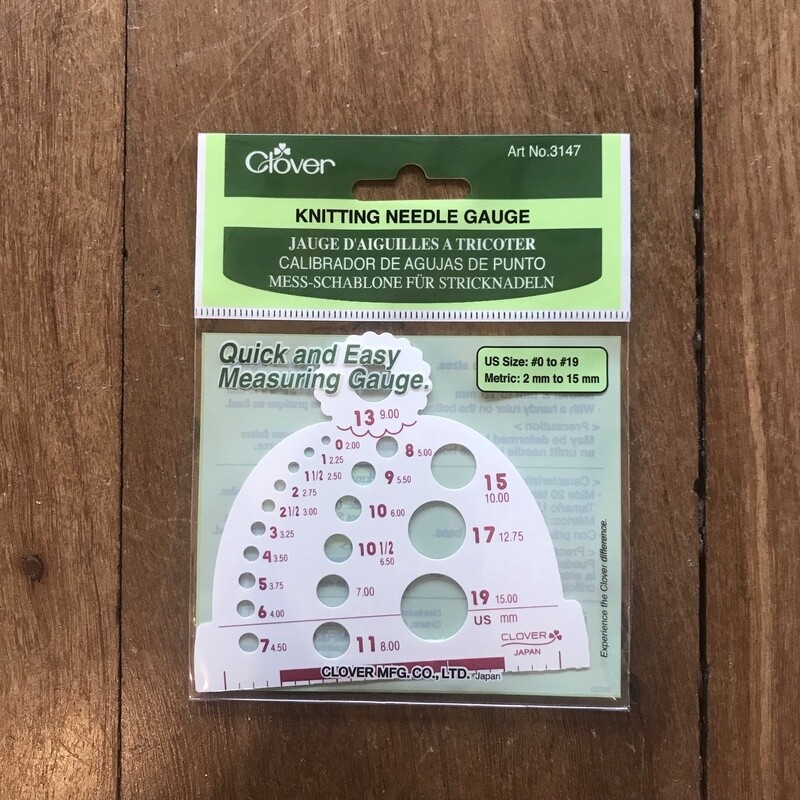 Clover
Art No.3147
KNITTING NEEDLE GAUGE
JAUGE D'AIGUILLES A TRICOTER
CALIBRADOR DE AGUJAS DE PUNTO
MESS-SCHABLONE FÜR STRICKNADELN
Quick and Easy
Measuring Gauge.
US Size: #0 to #19
Metric: 2 mm to 15 mm
13 9.00
0 2.00
1 2.25
1 1/2 2.50
2 2.75
2 1/2 3.00
3 3.25
4 3.50
5 3.75
6 4.00
7 4.50
8 5.00
9 5.50
10 6.00
10 1/2
6.50
7.00
11 8.00
15
10.00
17 12.75
19 15.00
US mm
CLOVER
JAPAN
CLOVER MFG.CO., LTD. Japan
Experience the Clover difference.